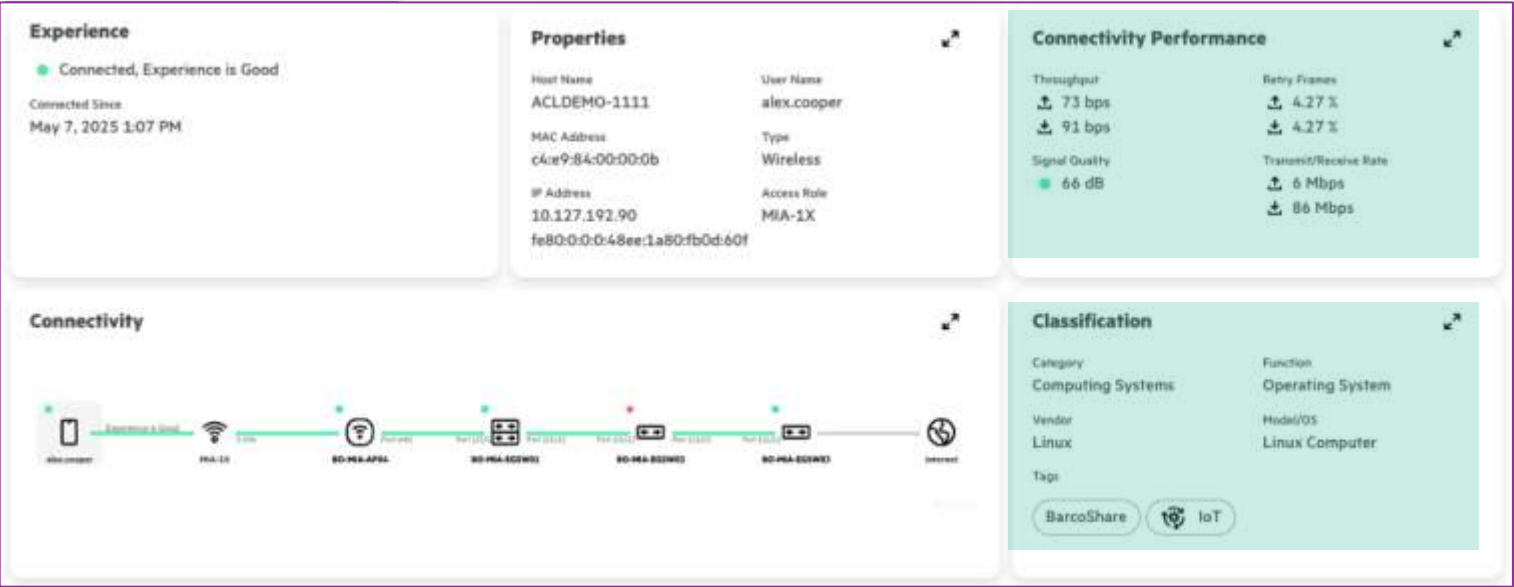 Experience
Connected, Experience is Good
Connected Since
May 7, 2025 1:07 PM
Properties
Host Name
ACLDEMO-1111
User Name
alex.cooper
MAC Address
c4:e9:84:00:00:0b
Type
Wireless
IP Address
10.127.192.90
fe80:0:0:0:48ee:1a80:fb0d:60f
Access Role
MIA-1X
Connectivity Performance
Throughput
73 bps
91 bps
Retry Frames
4.27 %
4.27 %
Signal Quality
66 dB
Transmit/Receive Rate
6 Mbps
86 Mbps
Connectivity
Experience is Good
alex.cooper
MIA-1X
Internet
Classification
Category
Computing Systems
Function
Operating System
Vendor
Linux
Model/OS
Linux Computer
Tags
BarcoShare
IoT